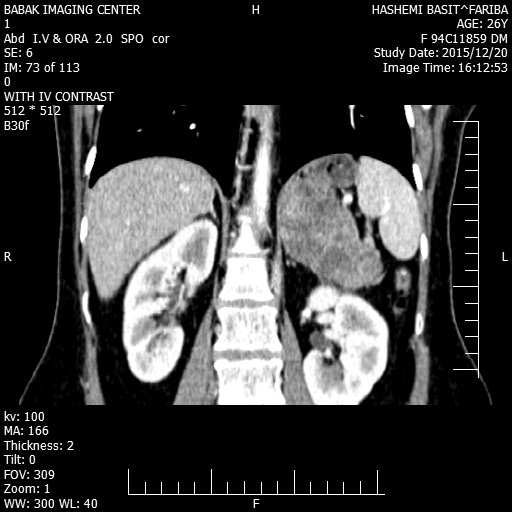 BABAK IMAGING CENTER
1
Abd I.V & ORA 2.0 SPO cor
SE: 6
IM: 73 of 113
0
WITH IV CONTRAST
512 * 512
B30f
H
HASHEMI BASIT^FARIBA
AGE: 26Y
F 94C11859 DM
Study Date: 2015/12/20
Image Time: 16:12:53
R
L
kv: 100
MA: 166
Thickness: 2
Tilt: 0
FOV: 309
Zoom: 1
WW: 300 WL: 40
F